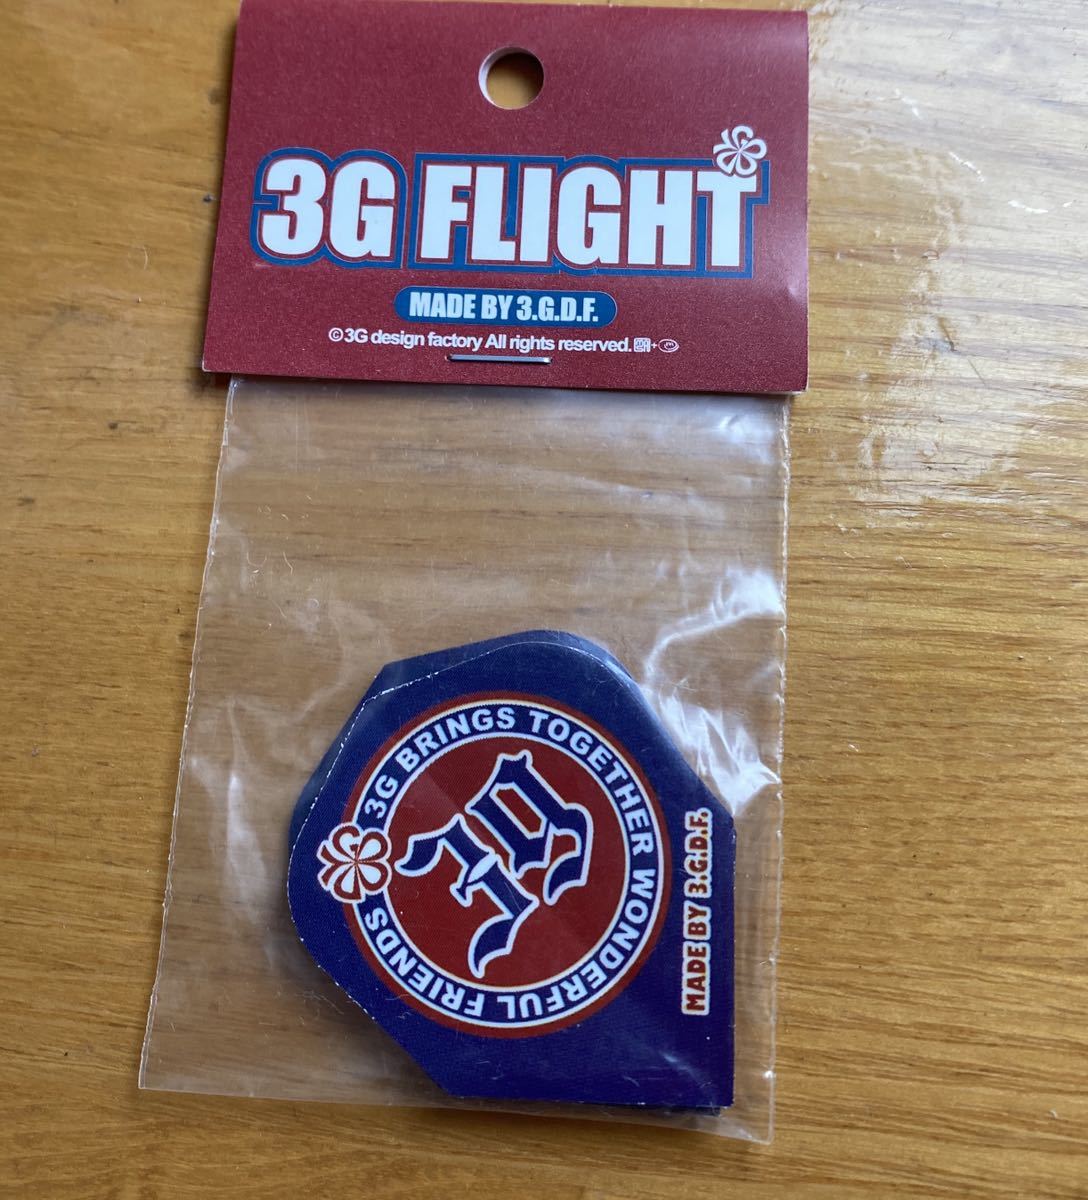 3G FLIGHT
MADE BY 3.G.D.F.
© 3G design factory All rights reserved.
3G BRINGS TOGETHER WONDERFUL FRIENDS
3G
MADE BY 3.G.D.F.